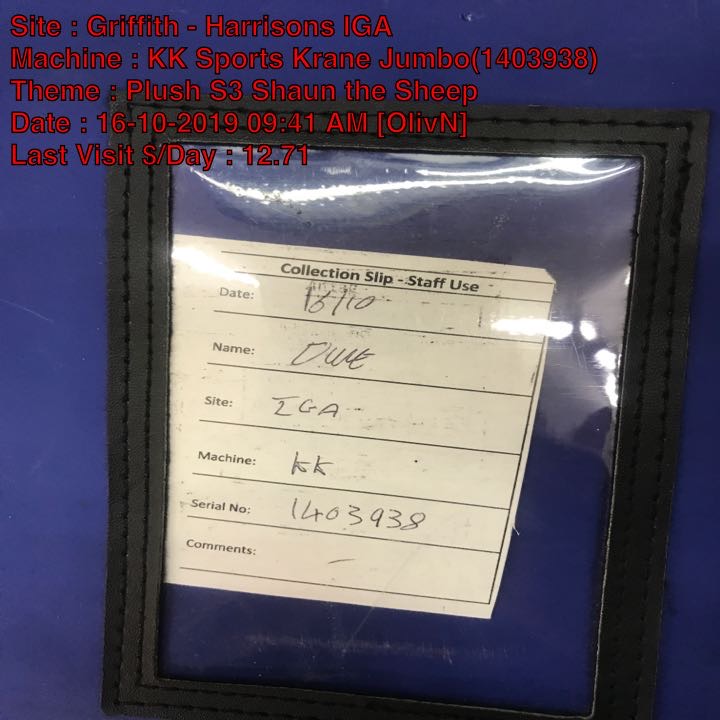 Site : Griffith - Harrisons IGA
Machine : KK Sports Krane Jumbo(1403938)
Theme : Plush S3 Shaun the Sheep
Date : 16-10-2019 09:41 AM [OlivN]
Last Visit $/Day : 12.71
Collection Slip - Staff Use
Date: 16/10
Name:
Site: IGA
Machine: KK
Serial No: 1403938
Comments: -